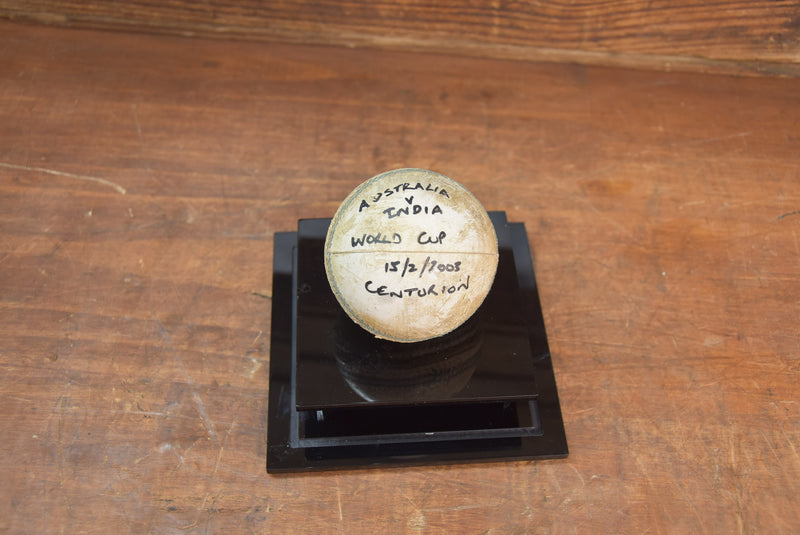 AUSTRALIA
V
INDIA
WORLD CUP
15/2/2003
CENTURION